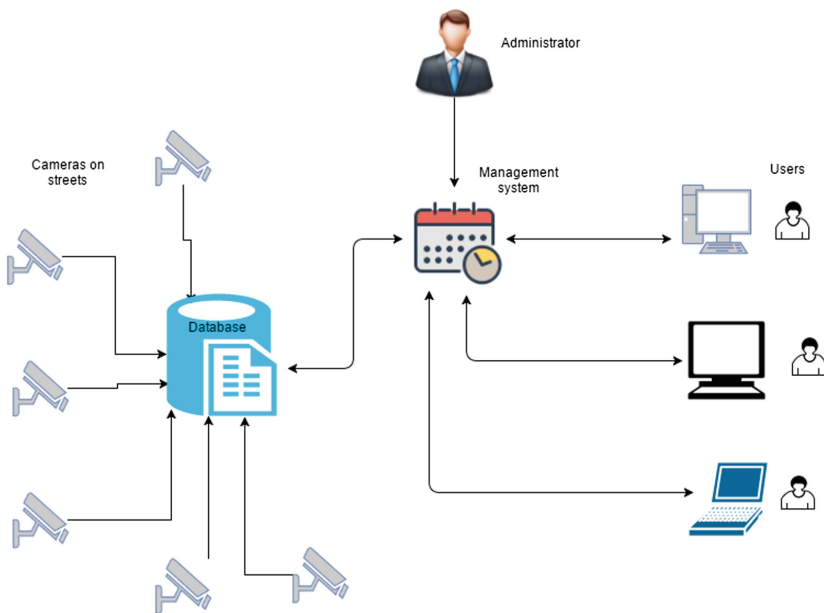 Administrator
Cameras on
streets
Management
system
Users
Database